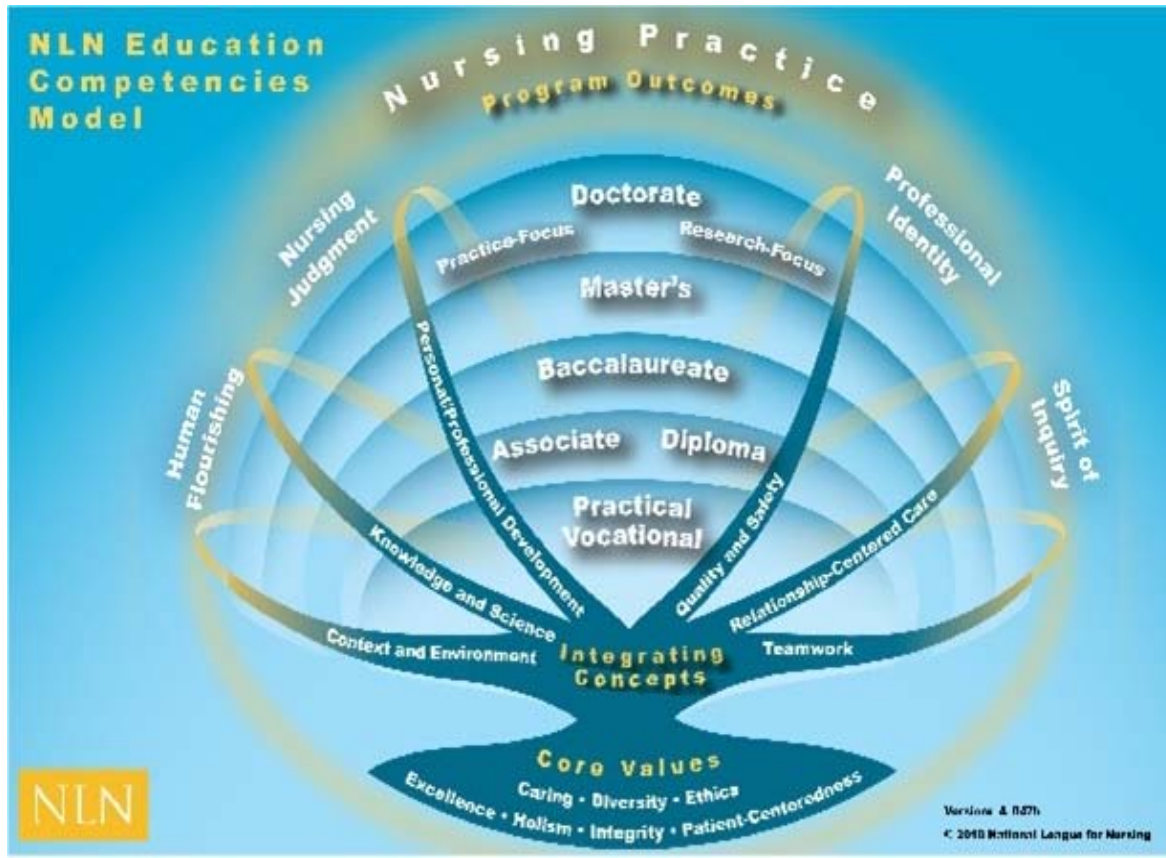 NLN Education
Competencies
Model
Nursing Practice
Program Outcomes
Nursing
Judgment
Professional
Identity
Human
Flourishing
Spirit of
Inquiry
Doctorate
Practice-Focus
Research-Focus
Master's
Baccalaureate
Associate
Diploma
Practical
Vocational
Personal/Professional Development
Quality and Safety
Knowledge and Science
Relationship-Centered Care
Context and Environment
Teamwork
Integrating
Concepts
Core Values
Caring • Diversity • Ethics
Excellence • Holism • Integrity • Patient-Centeredness
NLN
© 2010 National League for Nursing